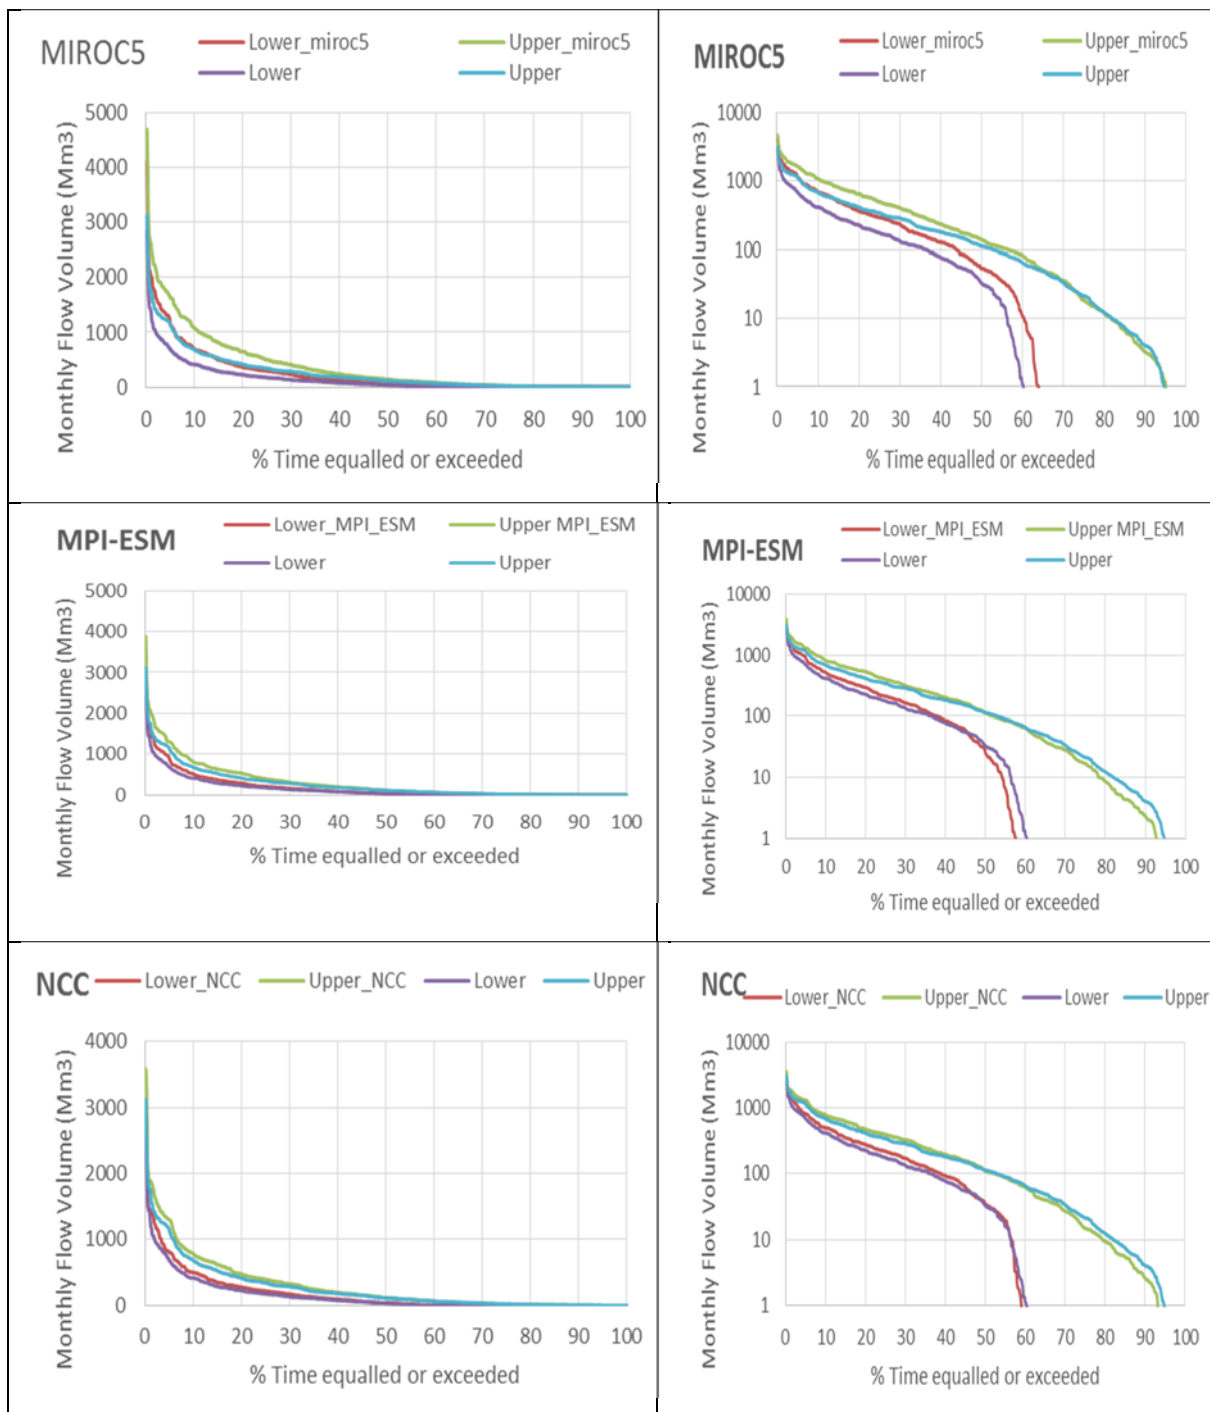 MIROC5
Lower_miroc5
Upper_miroc5
Lower
Upper
Monthly Flow Volume (Mm3)
5000
4000
3000
2000
1000
0
0 10 20 30 40 50 60 70 80 90 100
% Time equalled or exceeded
MIROC5
Lower_miroc5
Upper_miroc5
Lower
Upper
Monthly Flow Volume (Mm3)
10000
1000
100
10
1
0 10 20 30 40 50 60 70 80 90 100
% Time equalled or exceeded
MPI-ESM
Lower_MPI_ESM
Upper MPI_ESM
Lower
Upper
Monthly Flow Volume (Mm3)
5000
4000
3000
2000
1000
0
0 10 20 30 40 50 60 70 80 90 100
% Time equalled or exceeded
MPI-ESM
Lower_MPI_ESM
Upper MPI_ESM
Lower
Upper
Monthly Flow Volume (Mm3)
10000
1000
100
10
1
0 10 20 30 40 50 60 70 80 90 100
% Time equalled or exceeded
NCC
Lower_NCC
Upper_NCC
Lower
Upper
Monthly Flow Volume (Mm3)
4000
3000
2000
1000
0
0 10 20 30 40 50 60 70 80 90 100
% Time equalled or exceeded
NCC
Lower_NCC
Upper_NCC
Lower
Upper
Monthly Flow Volume (Mm3)
10000
1000
100
10
1
0 10 20 30 40 50 60 70 80 90 100
% Time equalled or exceeded